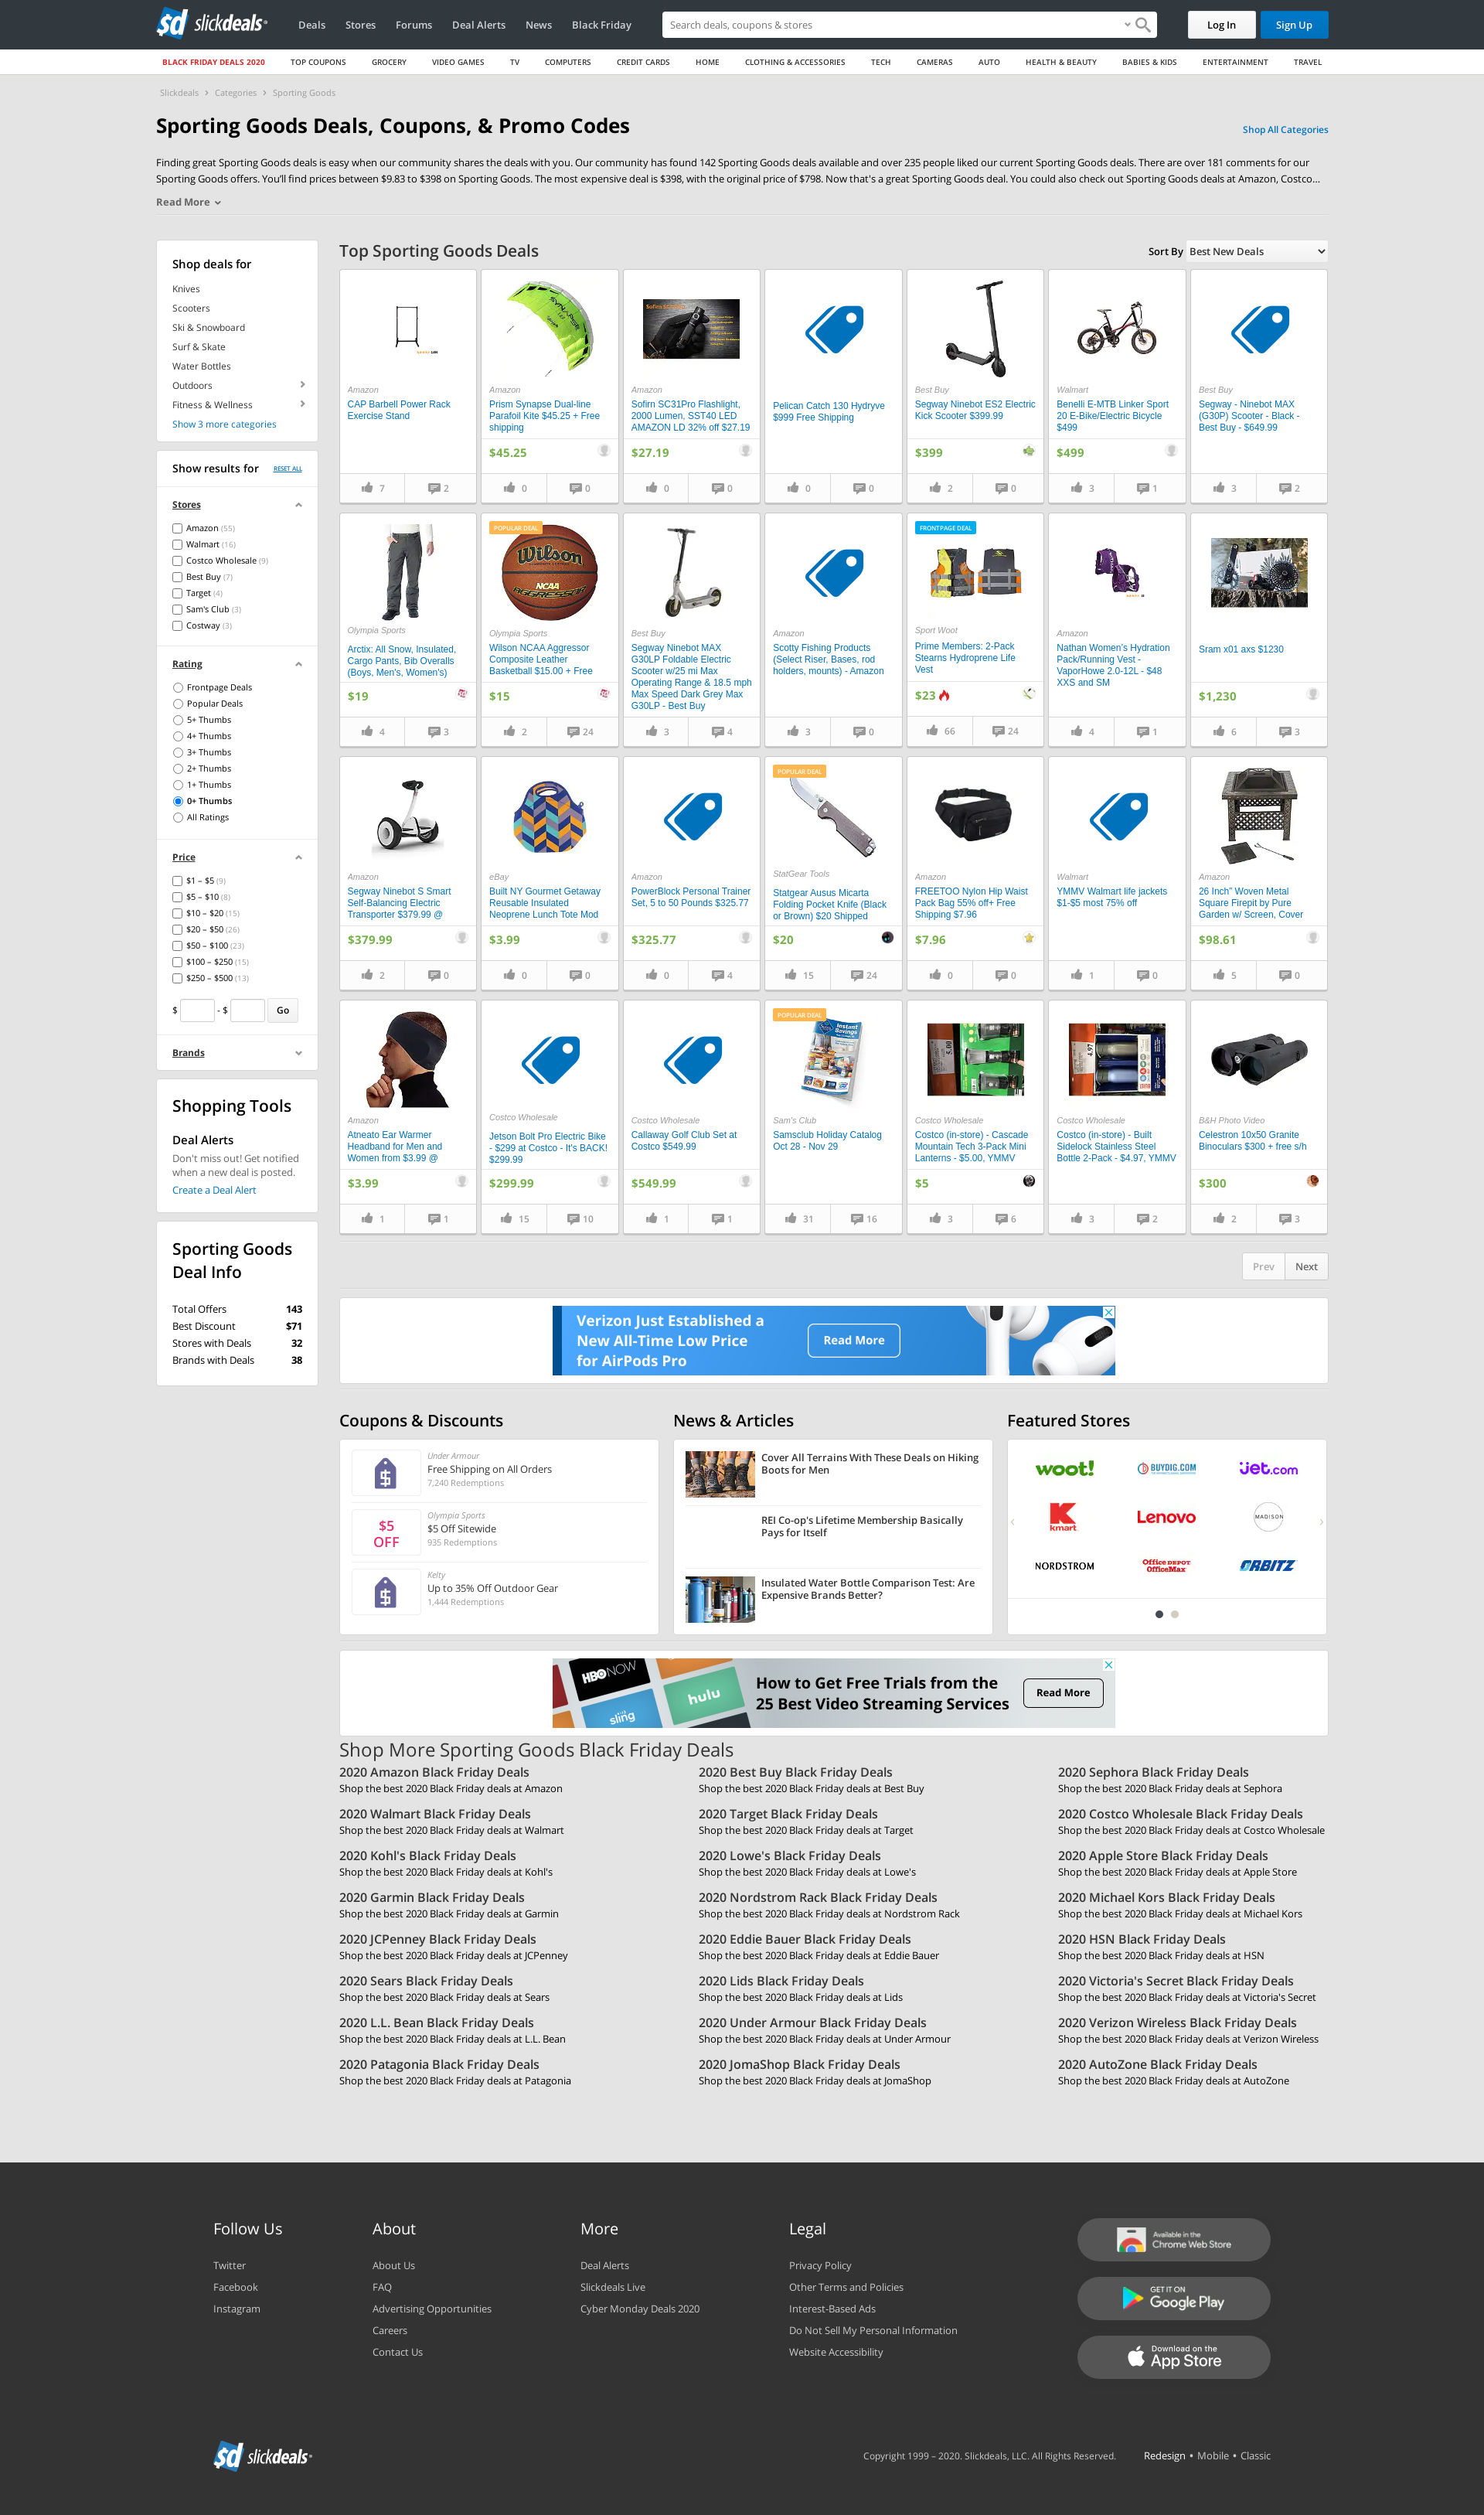 sd slickdeals
Deals
Stores
Forums
Deal Alerts
News
Black Friday
Search deals, coupons & stores
Log In
Sign Up
BLACK FRIDAY DEALS 2020
TOP COUPONS
GROCERY
VIDEO GAMES
TV
COMPUTERS
CREDIT CARDS
HOME
CLOTHING & ACCESSORIES
TECH
CAMERAS
AUTO
HEALTH & BEAUTY
BABIES & KIDS
ENTERTAINMENT
TRAVEL
Slickdeals › Categories › Sporting Goods
Sporting Goods Deals, Coupons, & Promo Codes
Shop All Categories
Finding great Sporting Goods deals is easy when our community shares the deals with you. Our community has found 142 Sporting Goods deals available and over 235 people liked our current Sporting Goods deals. There are over 181 comments for our
Sporting Goods offers. You'll find prices between $9.83 to $398 on Sporting Goods. The most expensive deal is $398, with the original price of $798. Now that's a great Sporting Goods deal. You could also check out Sporting Goods deals at Amazon, Costco...
Read More
Shop deals for
Knives
Scooters
Ski & Snowboard
Surf & Skate
Water Bottles
Outdoors
Fitness & Wellness
Show 3 more categories
Show results for
RESET ALL
Stores
Amazon (55)
Walmart (16)
Costco Wholesale (9)
Best Buy (7)
Target (4)
Sam's Club (3)
Costway (3)
Rating
Frontpage Deals
Popular Deals
5+ Thumbs
4+ Thumbs
3+ Thumbs
2+ Thumbs
1+ Thumbs
0+ Thumbs
All Ratings
Price
$1 – $5 (9)
$5 – $10 (8)
$10 – $20 (15)
$20 – $50 (26)
$50 – $100 (23)
$100 – $250 (15)
$250 – $500 (13)
$ - $ Go
Brands
Shopping Tools
Deal Alerts
Don't miss out! Get notified
when a new deal is posted.
Create a Deal Alert
Sporting Goods
Deal Info
Total Offers 143
Best Discount $71
Stores with Deals 32
Brands with Deals 38
Top Sporting Goods Deals
Sort By Best New Deals
Amazon
CAP Barbell Power Rack
Exercise Stand
7 2
Amazon
Prism Synapse Dual-line
Parafoil Kite $45.25 + Free
shipping
$45.25
0 0
Amazon
Sofirn SC31Pro Flashlight,
2000 Lumen, SST40 LED
AMAZON LD 32% off $27.19
$27.19
0 0
Pelican Catch 130 Hydryve
$999 Free Shipping
0 0
Best Buy
Segway Ninebot ES2 Electric
Kick Scooter $399.99
$399
2 0
Walmart
Benelli E-MTB Linker Sport
20 E-Bike/Electric Bicycle
$499
$499
3 1
Best Buy
Segway - Ninebot MAX
(G30P) Scooter - Black -
Best Buy - $649.99
3 2
Olympia Sports
Arctix: All Snow, Insulated,
Cargo Pants, Bib Overalls
(Boys, Men's, Women's)
$19
4 3
POPULAR DEAL
Wilson
NCAA
AGGRESSOR
Olympia Sports
Wilson NCAA Aggressor
Composite Leather
Basketball $15.00 + Free
$15
2 24
Best Buy
Segway Ninebot MAX
G30LP Foldable Electric
Scooter w/25 mi Max
Operating Range & 18.5 mph
Max Speed Dark Grey Max
G30LP - Best Buy
3 4
Amazon
Scotty Fishing Products
(Select Riser, Bases, rod
holders, mounts) - Amazon
3 0
FRONTPAGE DEAL
Sport Woot
Prime Members: 2-Pack
Stearns Hydroprene Life
Vest
$23
66 24
Amazon
Nathan Women's Hydration
Pack/Running Vest -
VaporHowe 2.0-12L - $48
XXS and SM
4 1
Sram x01 axs $1230
$1,230
6 3
Amazon
Segway Ninebot S Smart
Self-Balancing Electric
Transporter $379.99 @
$379.99
2 0
eBay
Built NY Gourmet Getaway
Reusable Insulated
Neoprene Lunch Tote Mod
$3.99
0 0
Amazon
PowerBlock Personal Trainer
Set, 5 to 50 Pounds $325.77
$325.77
0 4
POPULAR DEAL
StatGear Tools
Statgear Ausus Micarta
Folding Pocket Knife (Black
or Brown) $20 Shipped
$20
15 24
Amazon
FREETOO Nylon Hip Waist
Pack Bag 55% off+ Free
Shipping $7.96
$7.96
0 0
Walmart
YMMV Walmart life jackets
$1-$5 most 75% off
1 0
Amazon
26 Inch" Woven Metal
Square Firepit by Pure
Garden w/ Screen, Cover
$98.61
5 0
Amazon
Atneato Ear Warmer
Headband for Men and
Women from $3.99 @
$3.99
1 1
Costco Wholesale
Jetson Bolt Pro Electric Bike
- $299 at Costco - It's BACK!
$299.99
$299.99
15 10
Costco Wholesale
Callaway Golf Club Set at
Costco $549.99
$549.99
1 1
POPULAR DEAL
Instant
Savings
Sam's Club
Samsclub Holiday Catalog
Oct 28 - Nov 29
31 16
5.00
Costco Wholesale
Costco (in-store) - Cascade
Mountain Tech 3-Pack Mini
Lanterns - $5.00, YMMV
$5
3 6
4.97
Costco Wholesale
Costco (in-store) - Built
Sidelock Stainless Steel
Bottle 2-Pack - $4.97, YMMV
3 2
B&H Photo Video
Celestron 10x50 Granite
Binoculars $300 + free s/h
$300
2 3
Prev
Next
Verizon Just Established a
New All-Time Low Price
for AirPods Pro
Read More
Coupons & Discounts
Under Armour
Free Shipping on All Orders
7,240 Redemptions
$5
OFF
Olympia Sports
$5 Off Sitewide
935 Redemptions
Kelty
Up to 35% Off Outdoor Gear
1,444 Redemptions
News & Articles
Cover All Terrains With These Deals on Hiking
Boots for Men
REI Co-op's Lifetime Membership Basically
Pays for Itself
Insulated Water Bottle Comparison Test: Are
Expensive Brands Better?
Featured Stores
woot!
BUYDIG.COM
jet.com
kmart
Lenovo
MADISON
NORDSTROM
Office DEPOT
OfficeMax
ORBITZ
HBO NOW
hulu
sling
How to Get Free Trials from the
25 Best Video Streaming Services
Read More
Shop More Sporting Goods Black Friday Deals
2020 Amazon Black Friday Deals
Shop the best 2020 Black Friday deals at Amazon
2020 Best Buy Black Friday Deals
Shop the best 2020 Black Friday deals at Best Buy
2020 Sephora Black Friday Deals
Shop the best 2020 Black Friday deals at Sephora
2020 Walmart Black Friday Deals
Shop the best 2020 Black Friday deals at Walmart
2020 Target Black Friday Deals
Shop the best 2020 Black Friday deals at Target
2020 Costco Wholesale Black Friday Deals
Shop the best 2020 Black Friday deals at Costco Wholesale
2020 Kohl's Black Friday Deals
Shop the best 2020 Black Friday deals at Kohl's
2020 Lowe's Black Friday Deals
Shop the best 2020 Black Friday deals at Lowe's
2020 Apple Store Black Friday Deals
Shop the best 2020 Black Friday deals at Apple Store
2020 Garmin Black Friday Deals
Shop the best 2020 Black Friday deals at Garmin
2020 Nordstrom Rack Black Friday Deals
Shop the best 2020 Black Friday deals at Nordstrom Rack
2020 Michael Kors Black Friday Deals
Shop the best 2020 Black Friday deals at Michael Kors
2020 JCPenney Black Friday Deals
Shop the best 2020 Black Friday deals at JCPenney
2020 Eddie Bauer Black Friday Deals
Shop the best 2020 Black Friday deals at Eddie Bauer
2020 HSN Black Friday Deals
Shop the best 2020 Black Friday deals at HSN
2020 Sears Black Friday Deals
Shop the best 2020 Black Friday deals at Sears
2020 Lids Black Friday Deals
Shop the best 2020 Black Friday deals at Lids
2020 Victoria's Secret Black Friday Deals
Shop the best 2020 Black Friday deals at Victoria's Secret
2020 L.L. Bean Black Friday Deals
Shop the best 2020 Black Friday deals at L.L. Bean
2020 Under Armour Black Friday Deals
Shop the best 2020 Black Friday deals at Under Armour
2020 Verizon Wireless Black Friday Deals
Shop the best 2020 Black Friday deals at Verizon Wireless
2020 Patagonia Black Friday Deals
Shop the best 2020 Black Friday deals at Patagonia
2020 JomaShop Black Friday Deals
Shop the best 2020 Black Friday deals at JomaShop
2020 AutoZone Black Friday Deals
Shop the best 2020 Black Friday deals at AutoZone
Follow Us
Twitter
Facebook
Instagram
About
About Us
FAQ
Advertising Opportunities
Careers
Contact Us
More
Deal Alerts
Slickdeals Live
Cyber Monday Deals 2020
Legal
Privacy Policy
Other Terms and Policies
Interest-Based Ads
Do Not Sell My Personal Information
Website Accessibility
Available in the
Chrome Web Store
GET IT ON
Google Play
Download on the
App Store
sd slickdeals
Copyright 1999 – 2020. Slickdeals, LLC. All Rights Reserved.
Redesign • Mobile • Classic